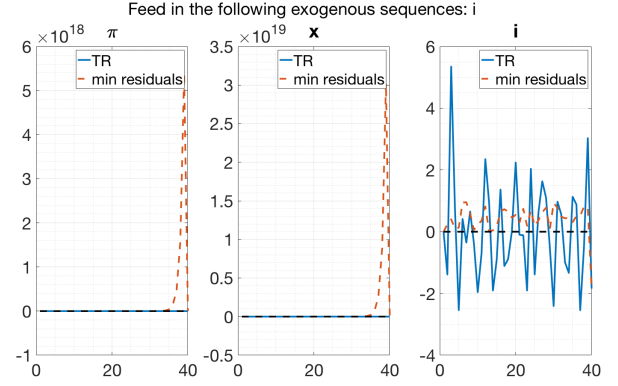 Feed in the following exogenous sequences: i
π
6 ×10^18
TR
min residuals
5
4
3
2
1
0
-1
0 20 40
x
3.5 ×10^19
TR
min residuals
3
2.5
2
1.5
1
0.5
0
-0.5
0 20 40
i
6
TR
min residuals
4
2
0
-2
-4
0 20 40